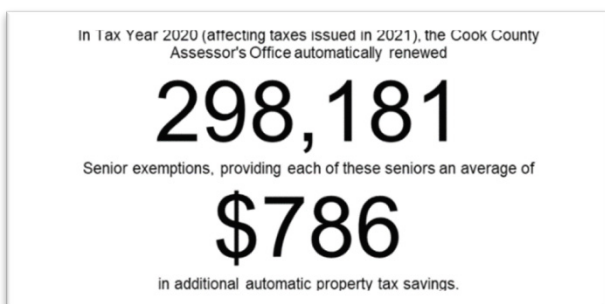 In Tax Year 2020 (affecting taxes issued in 2021), the Cook County
Assessor's Office automatically renewed
298,181
Senior exemptions, providing each of these seniors an average of
$786
in additional automatic property tax savings.